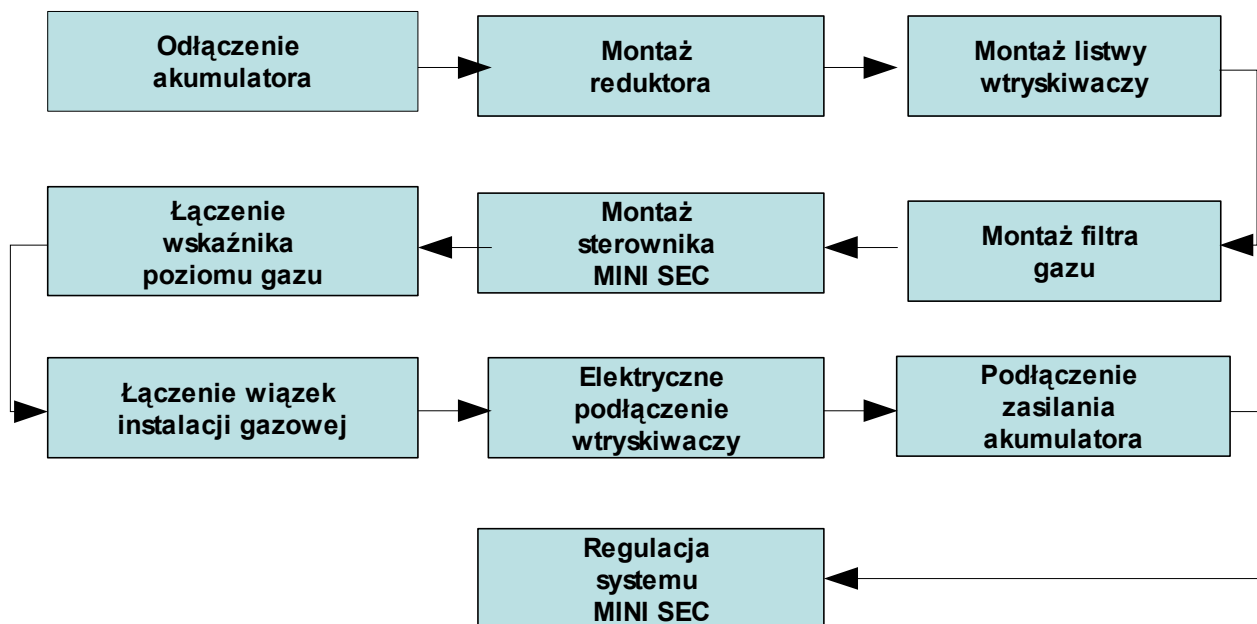 Odłączenie
akumulatora
Montaż
reduktora
Montaż listwy
wtryskiwaczy
Łączenie
wskaźnika
poziomu gazu
Montaż
sterownika
MINI SEC
Montaż filtra
gazu
Łączenie wiązek
instalacji gazowej
Elektryczne
podłączenie
wtryskiwaczy
Podłączenie
zasilania
akumulatora
Regulacja
systemu
MINI SEC